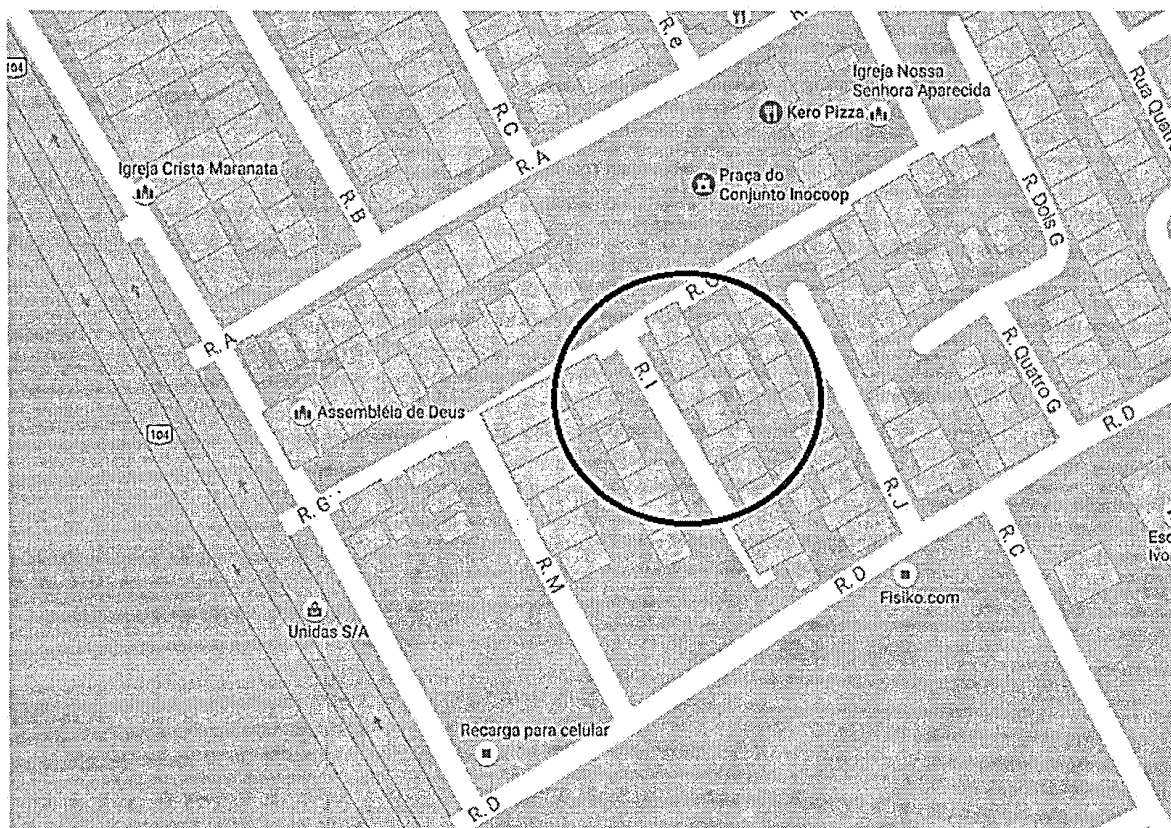 104
R. e
R.
Igreja Nossa
Senhora Aparecida
Kero Pizza
Rua Quatro
R. C
R. A
Igreja Crista Maranata
Praça do
Conjunto Inocoop
R. B
R. Dois G
R. A
R. I
R. Quatro G
R. D
Assembléia de Deus
104
R. G
R. J
R. C
R. M
R. D
Fisiko.com
Unidas S/A
Recarga para celular
R. D